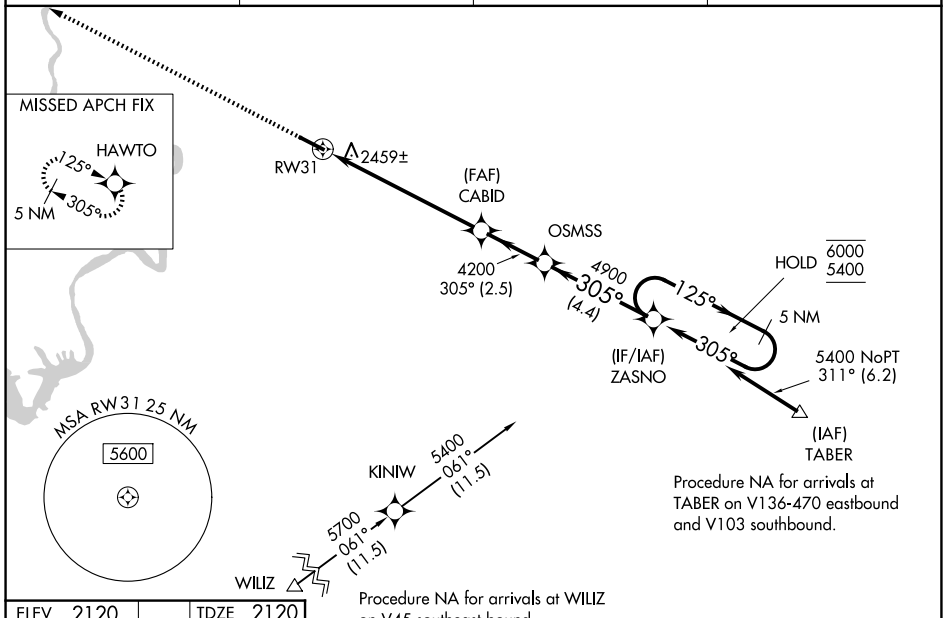 MISSED APCH FIX
HAWTO
125°
305°
5 NM
RW31
2459±
(FAF)
CABID
OSMSS
4200
305° (2.5)
4900
305°
(4.4)
HOLD
6000
5400
125°
5 NM
305°
(IF/IAF)
ZASNO
5400 NoPT
311° (6.2)
(IAF)
TABER
Procedure NA for arrivals at
TABER on V136-470 eastbound
and V103 southbound.
MSA RW31 25 NM
5600
KINIW
5400
061°
(11.5)
5700
061°
(11.5)
WILIZ
Procedure NA for arrivals at WILIZ
on V45 southeast bound.
ELEV 2120
TDZE 2120